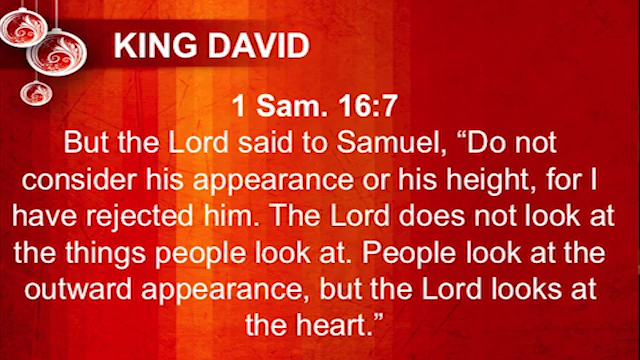 KING DAVID
1 Sam. 16:7
But the Lord said to Samuel, “Do not
consider his appearance or his height, for I
have rejected him. The Lord does not look at
the things people look at. People look at the
outward appearance, but the Lord looks at
the heart.”